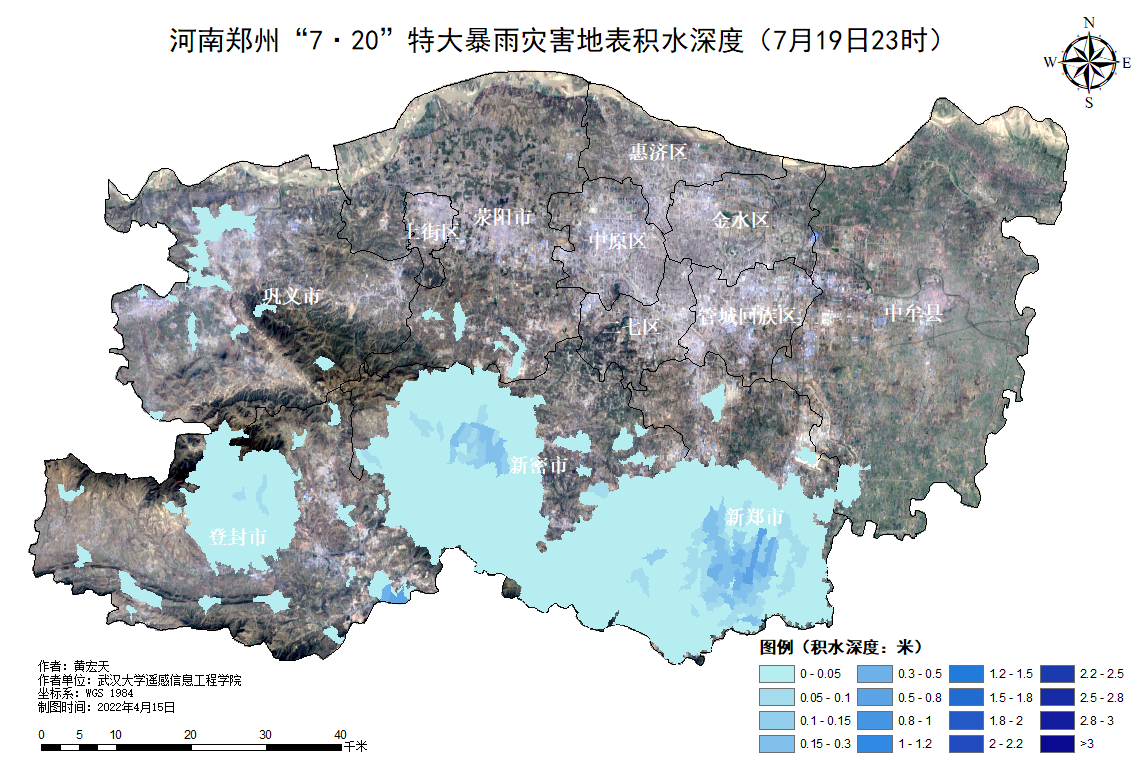 河南郑州“7·20”特大暴雨灾害地表积水深度（7月19日23时）
N
W E
S
惠济区
荥阳市
金水区
上街区
中原区
巩义市
中牟县
管城回族区
二七区
新密市
新郑市
登封市
图例（积水深度：米）
0 - 0.05
0.05 - 0.1
0.1 - 0.15
0.15 - 0.3
0.3 - 0.5
0.5 - 0.8
0.8 - 1
1 - 1.2
1.2 - 1.5
1.5 - 1.8
1.8 - 2
2 - 2.2
2.2 - 2.5
2.5 - 2.8
2.8 - 3
>3
作者：黄宏天
作者单位：武汉大学遥感信息工程学院
坐标系：WGS 1984
制图时间：2022年4月15日
0 5 10 20 30 40
千米